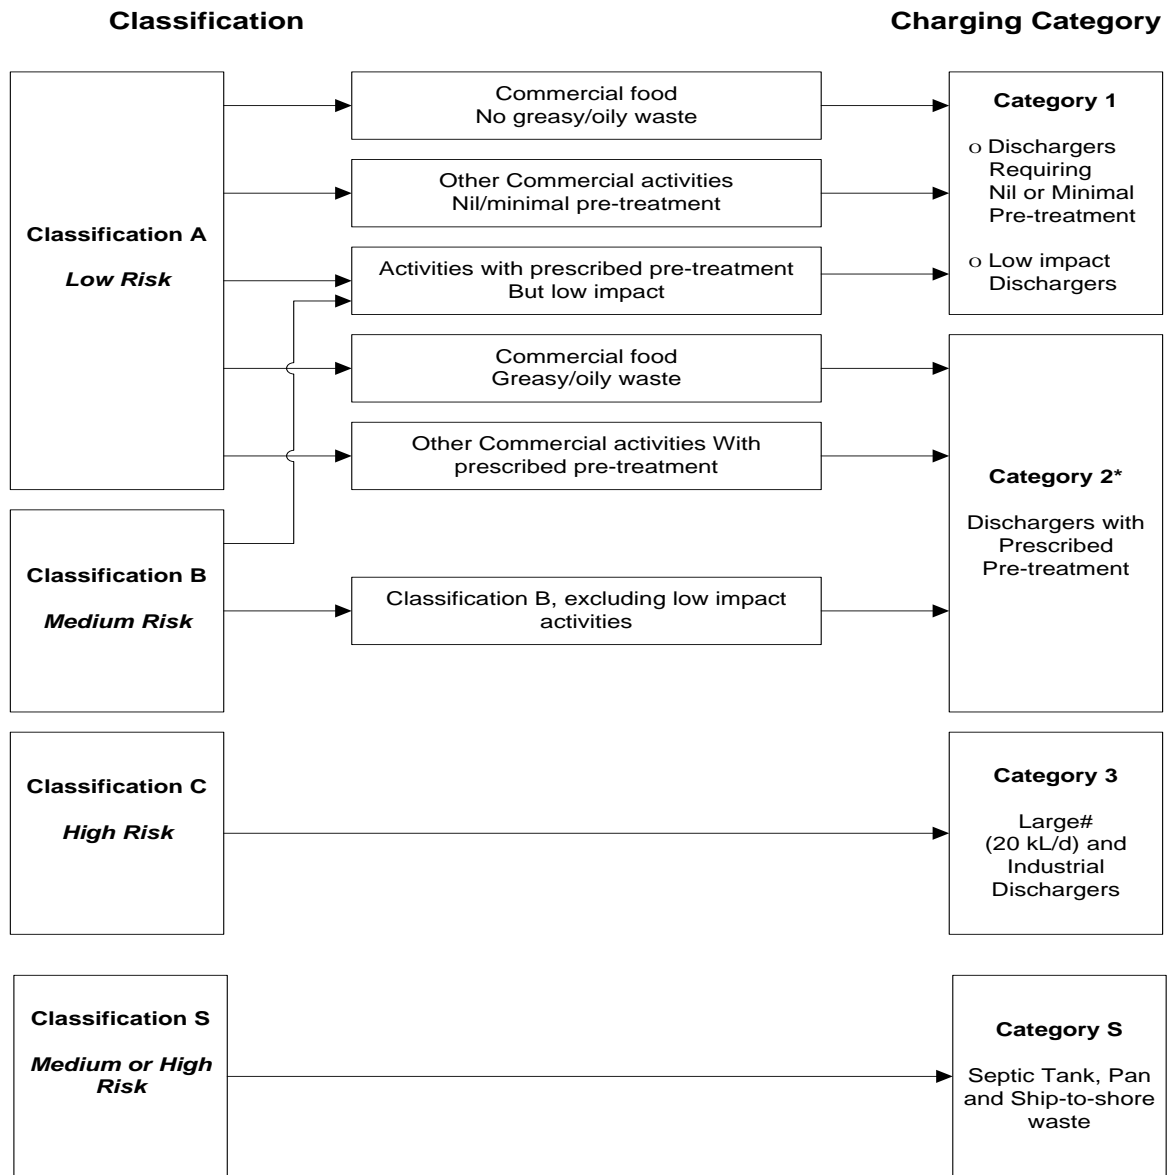 Classification
Charging Category
Classification A
Low Risk
Commercial food
No greasy/oily waste
Other Commercial activities
Nil/minimal pre-treatment
Activities with prescribed pre-treatment
But low impact
Commercial food
Greasy/oily waste
Other Commercial activities With
prescribed pre-treatment
Category 1
o Dischargers
Requiring
Nil or Minimal
Pre-treatment
o Low impact
Dischargers
Classification B
Medium Risk
Classification B, excluding low impact
activities
Category 2*
Dischargers with
Prescribed
Pre-treatment
Classification C
High Risk
Category 3
Large#
(20 kL/d) and
Industrial
Dischargers
Classification S
Medium or High
Risk
Category S
Septic Tank, Pan
and Ship-to-shore
waste